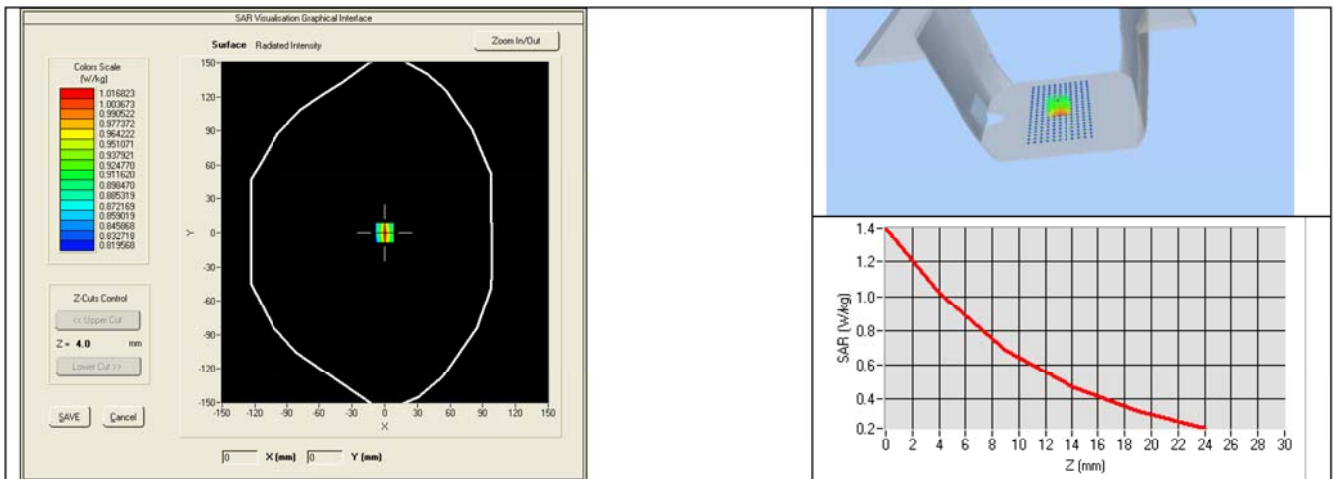 SAR Visualisation Graphical Interface
Surface Radiated Intensity
Zoom In/Out
Colors Scale
(W/kg)
1.016823
1.003673
0.990522
0.977372
0.964222
0.951071
0.937921
0.924770
0.911620
0.898470
0.885319
0.872169
0.859019
0.845868
0.832718
0.819568
Z-Cuts Control
<< Upper Cut
Z = 4.0 mm
Lower Cut >>
SAVE Cancel
150
120
90
60
30
0
-30
-60
-90
-120
-150
Y
-150 -120 -90 -60 -30 0 30 60 90 120 150
X
0 X (mm) 0 Y (mm)
1.4
1.2
1.0
0.8
0.6
0.4
0.2
SAR (W/kg)
0 2 4 6 8 10 12 14 16 18 20 22 24 26 28 30
Z (mm)